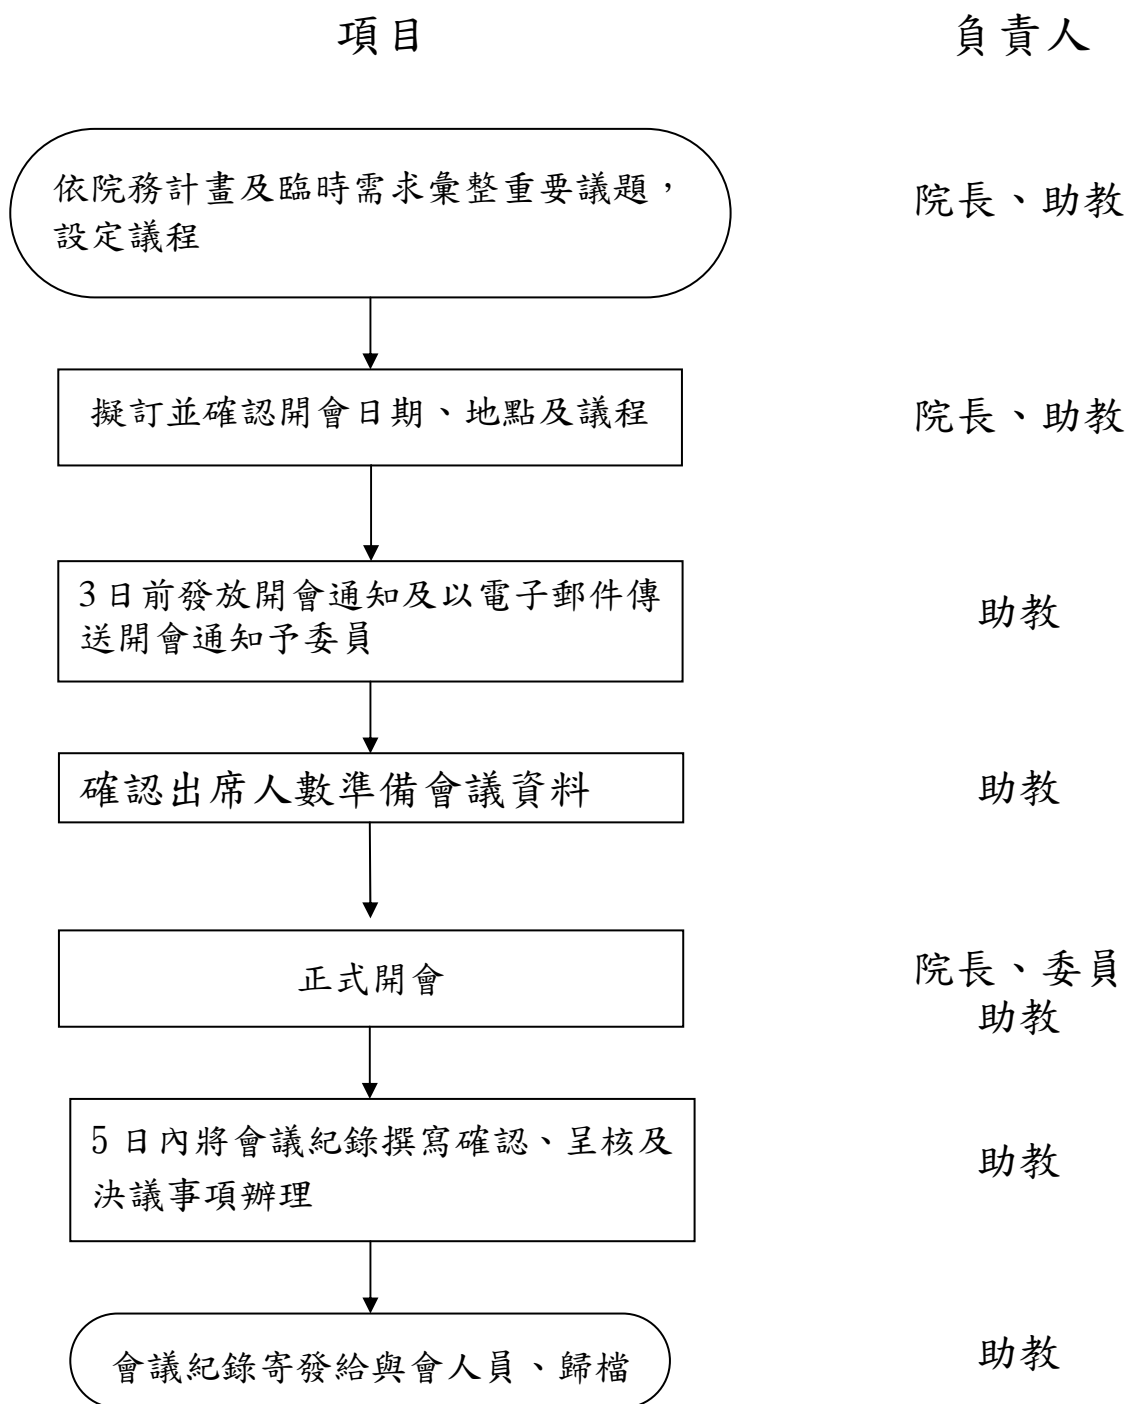 項目
負責人
依院務計畫及臨時需求彙整重要議題，
設定議程
院長、助教
擬訂並確認開會日期、地點及議程
院長、助教
3日前發放開會通知及以電子郵件傳
送開會通知予委員
助教
確認出席人數準備會議資料
助教
正式開會
院長、委員
助教
5日內將會議紀錄撰寫確認、呈核及
決議事項辦理
助教
會議紀錄寄發給與會人員、歸檔
助教